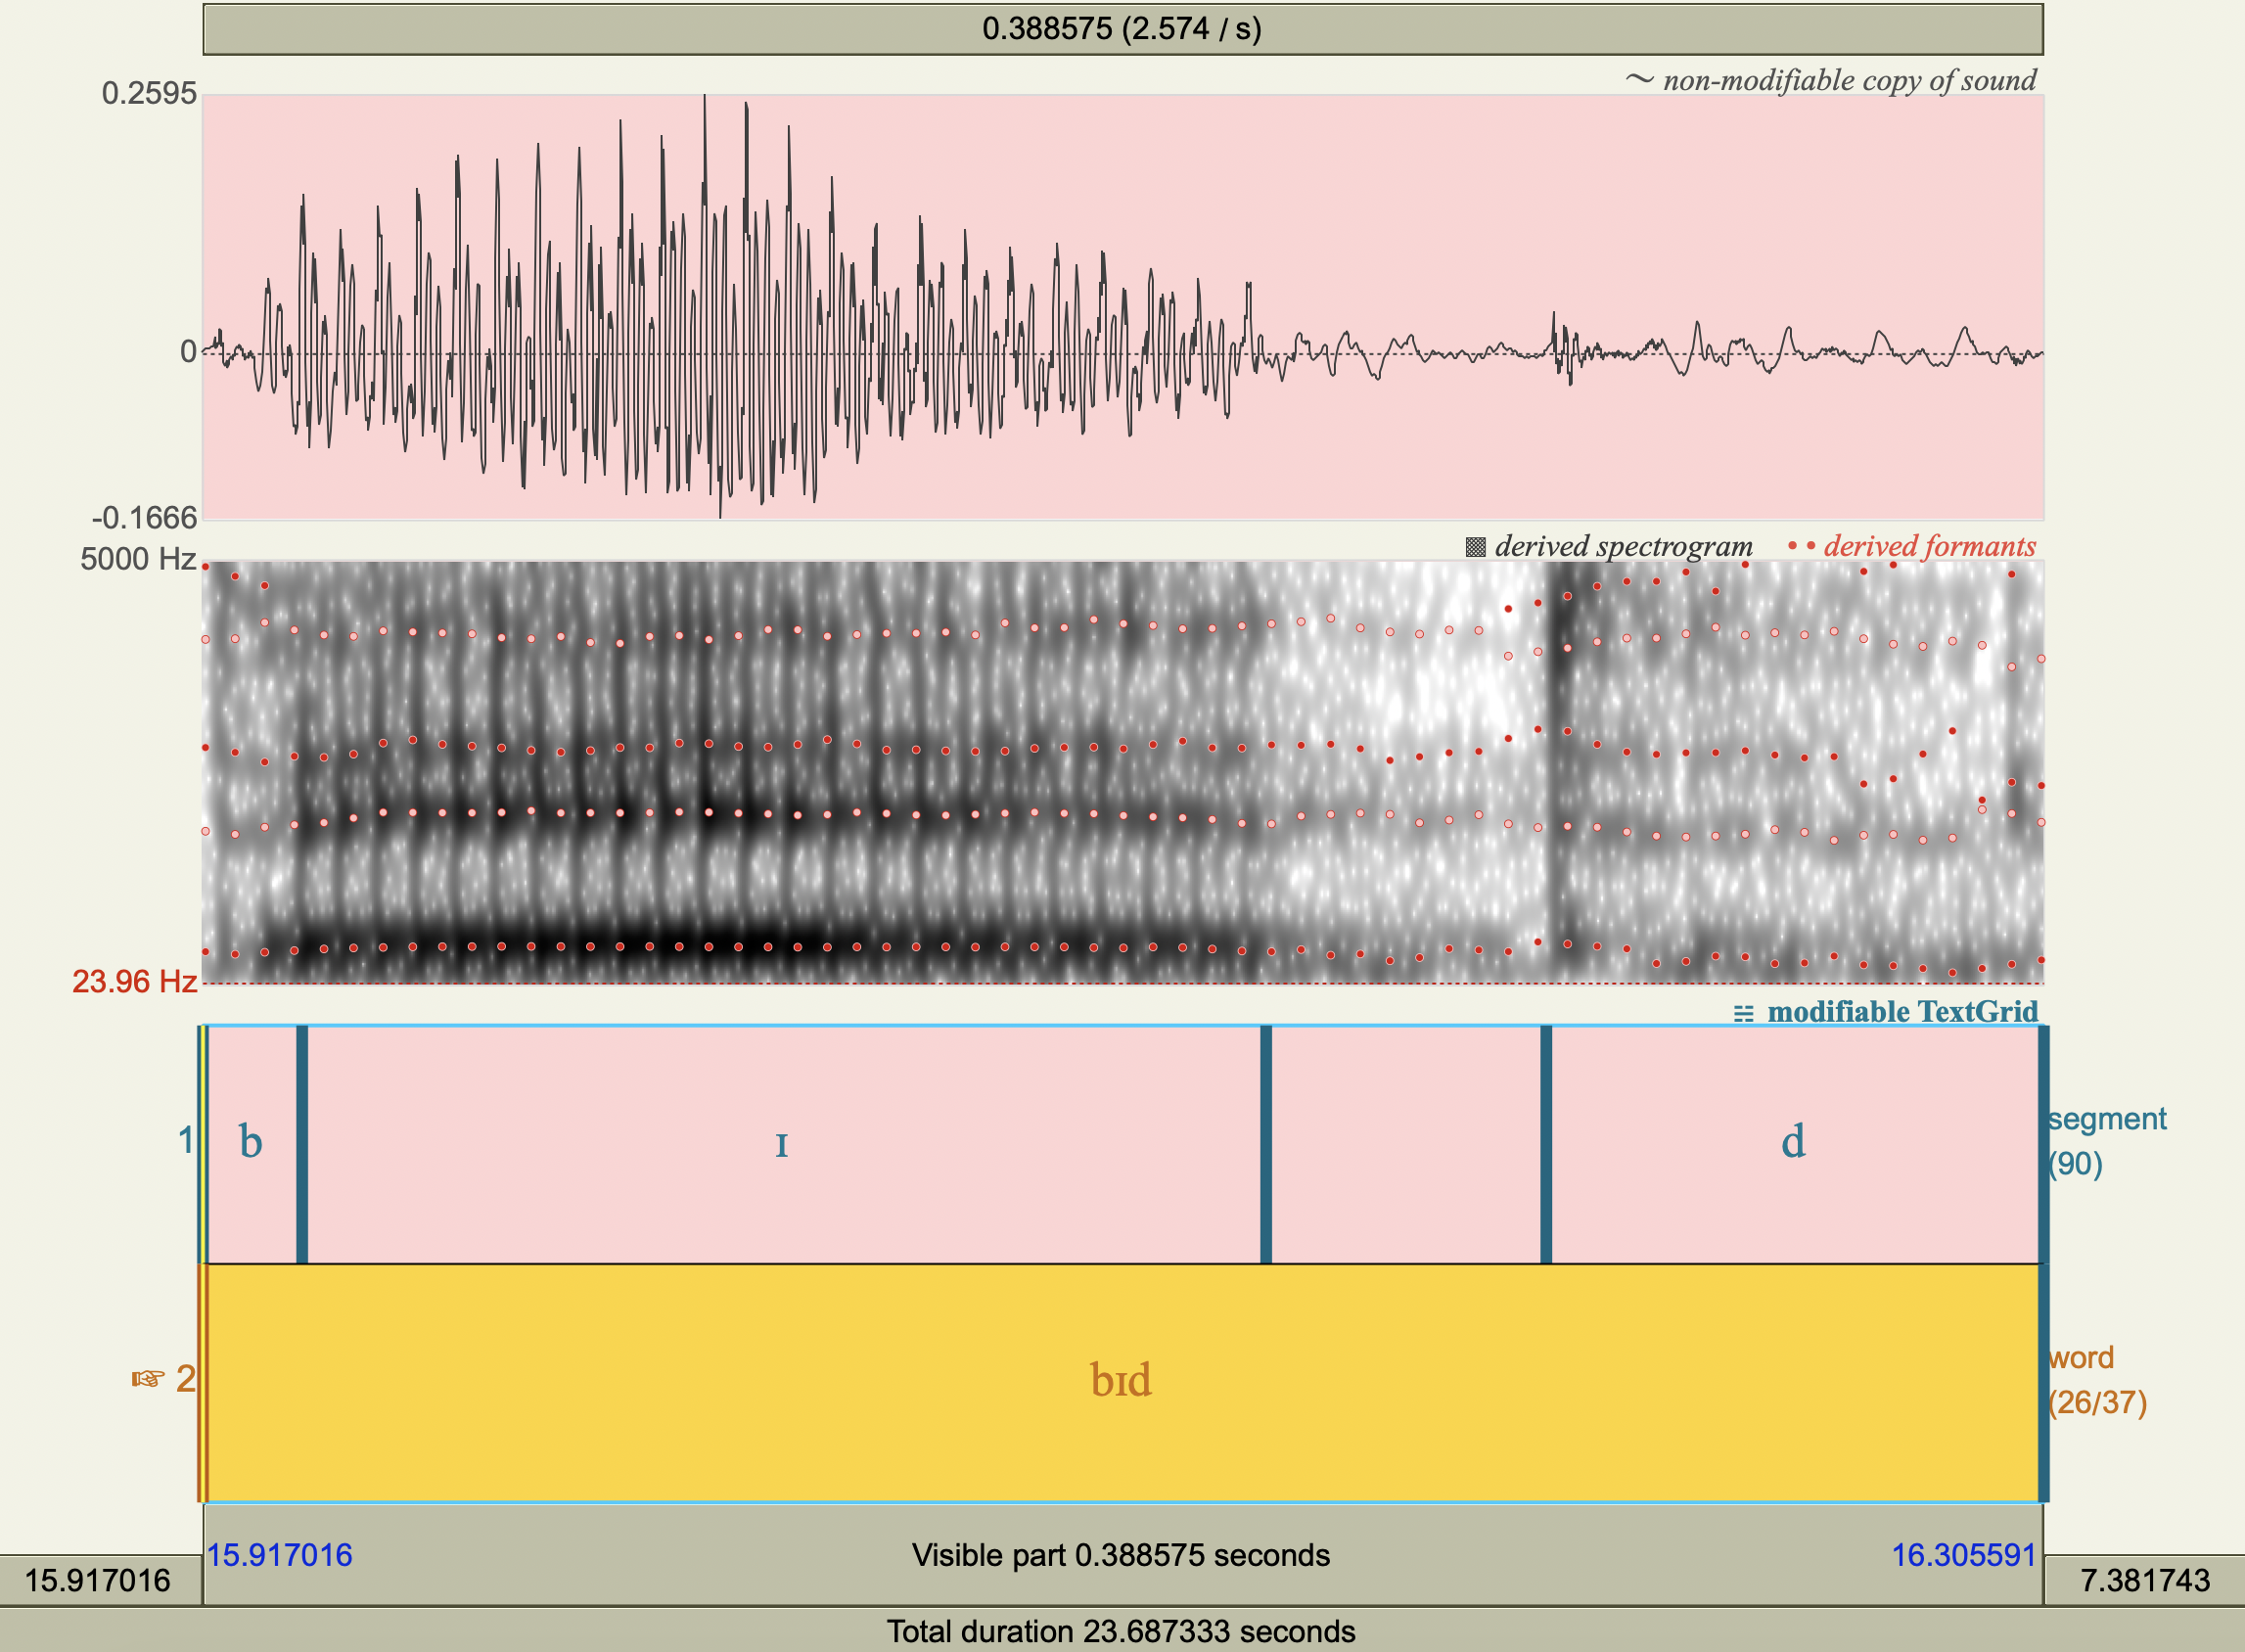 0.388575 (2.574 / s)
~ non-modifiable copy of sound
0.2595
0
-0.1666
derived spectrogram derived formants
5000 Hz
23.96 Hz
modifiable TextGrid
1 b ɪ d segment
(90)
☞ 2 bɪd word
(26/37)
15.917016 Visible part 0.388575 seconds 16.305591
15.917016 7.381743
Total duration 23.687333 seconds